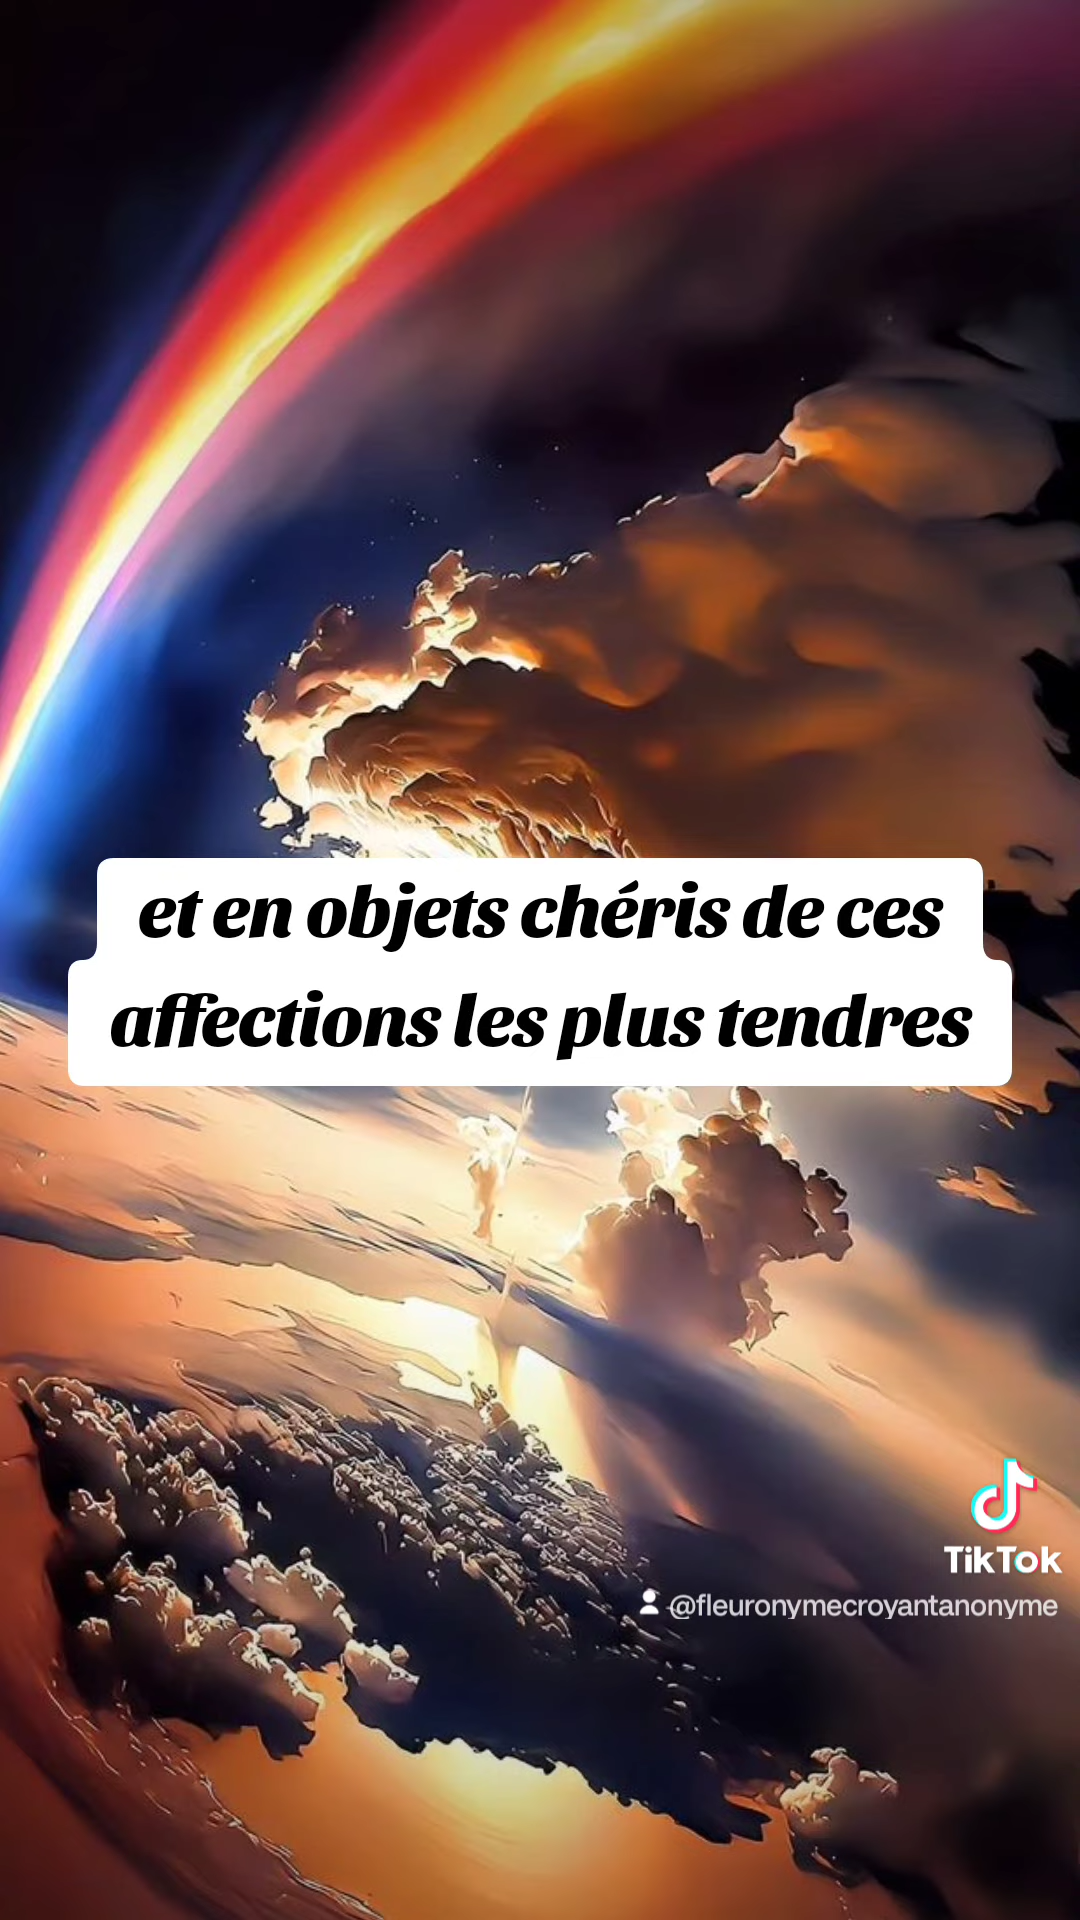 et en objets chéris de ces
affections les plus tendres
TikTok
@fleuronymecroyantanonyme